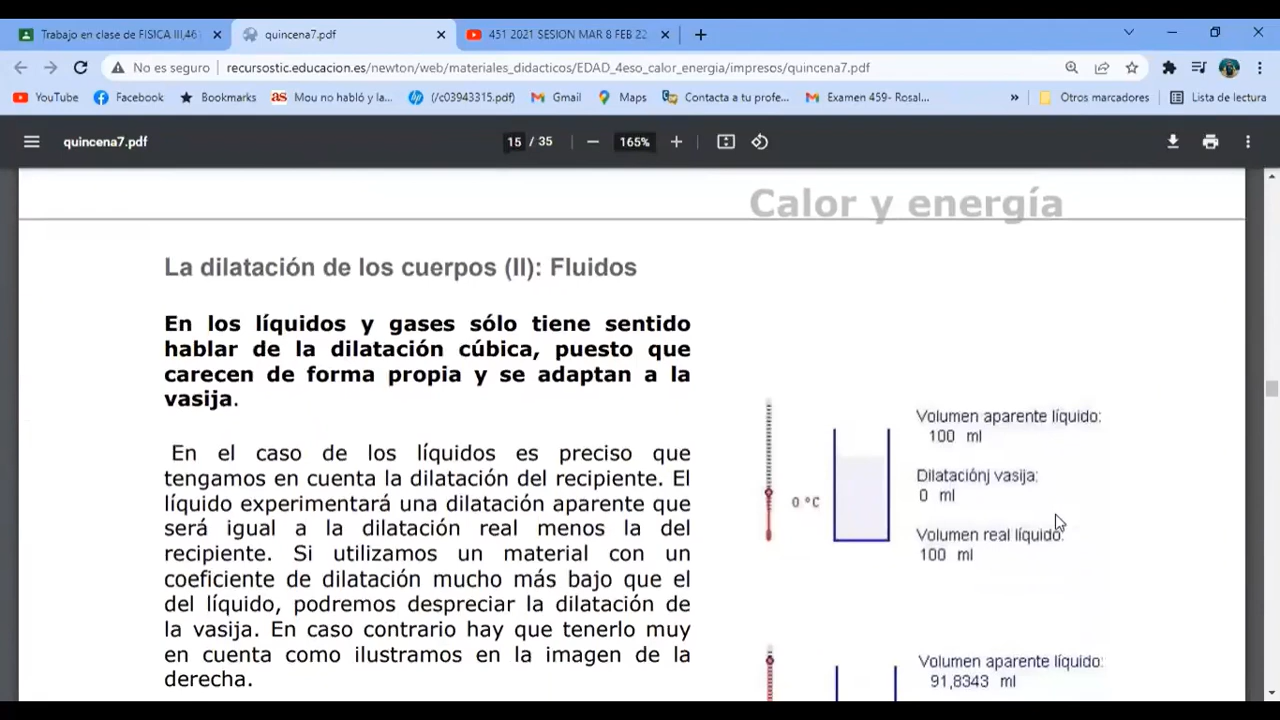 Trabajo en clase de FISICA III,46
quincena7.pdf
451 2021 SESION MAR 8 FEB 22
No es seguro
recursostic.educacion.es/newton/web/materiales_didacticos/EDAD_4eso_calor_energia/impresos/quincena7.pdf
YouTube
Facebook
Bookmarks
as
Mou no habló y la...
(/c03943315.pdf)
Gmail
Maps
Contacta a tu profe...
Examen 459- Rosal...
»
Otros marcadores
Lista de lectura
quincena7.pdf
15 / 35
165%
Calor y energía
La dilatación de los cuerpos (II): Fluidos
En los líquidos y gases sólo tiene sentido
hablar de la dilatación cúbica, puesto que
carecen de forma propia y se adaptan a la
vasija.
En el caso de los líquidos es preciso que
tengamos en cuenta la dilatación del recipiente. El
líquido experimentará una dilatación aparente que
será igual a la dilatación real menos la del
recipiente. Si utilizamos un material con un
coeficiente de dilatación mucho más bajo que el
del líquido, podremos despreciar la dilatación de
la vasija. En caso contrario hay que tenerlo muy
en cuenta como ilustramos en la imagen de la
derecha.
0 °C
Volumen aparente líquido:
100 ml
Dilataciónj vasija:
0 ml
Volumen real líquido:
100 ml
Volumen aparente líquido:
91,8343 ml